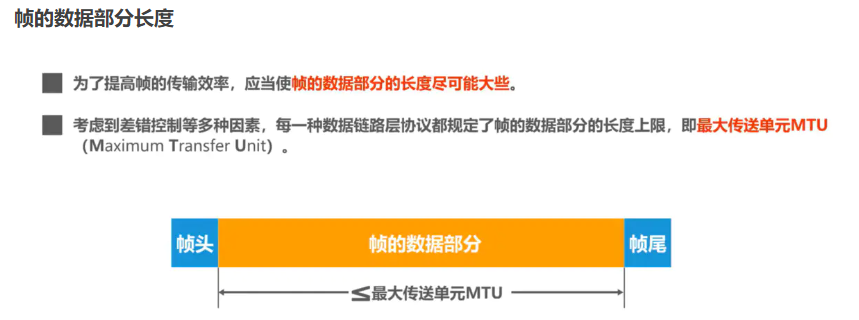 帧的数据部分长度
为了提高帧的传输效率，应当使帧的数据部分的长度尽可能大些。
考虑到差错控制等多种因素，每一种数据链路层协议都规定了帧的数据部分的长度上限，即最大传送单元MTU
（Maximum Transfer Unit）。
帧头 帧的数据部分 帧尾
≤最大传送单元MTU